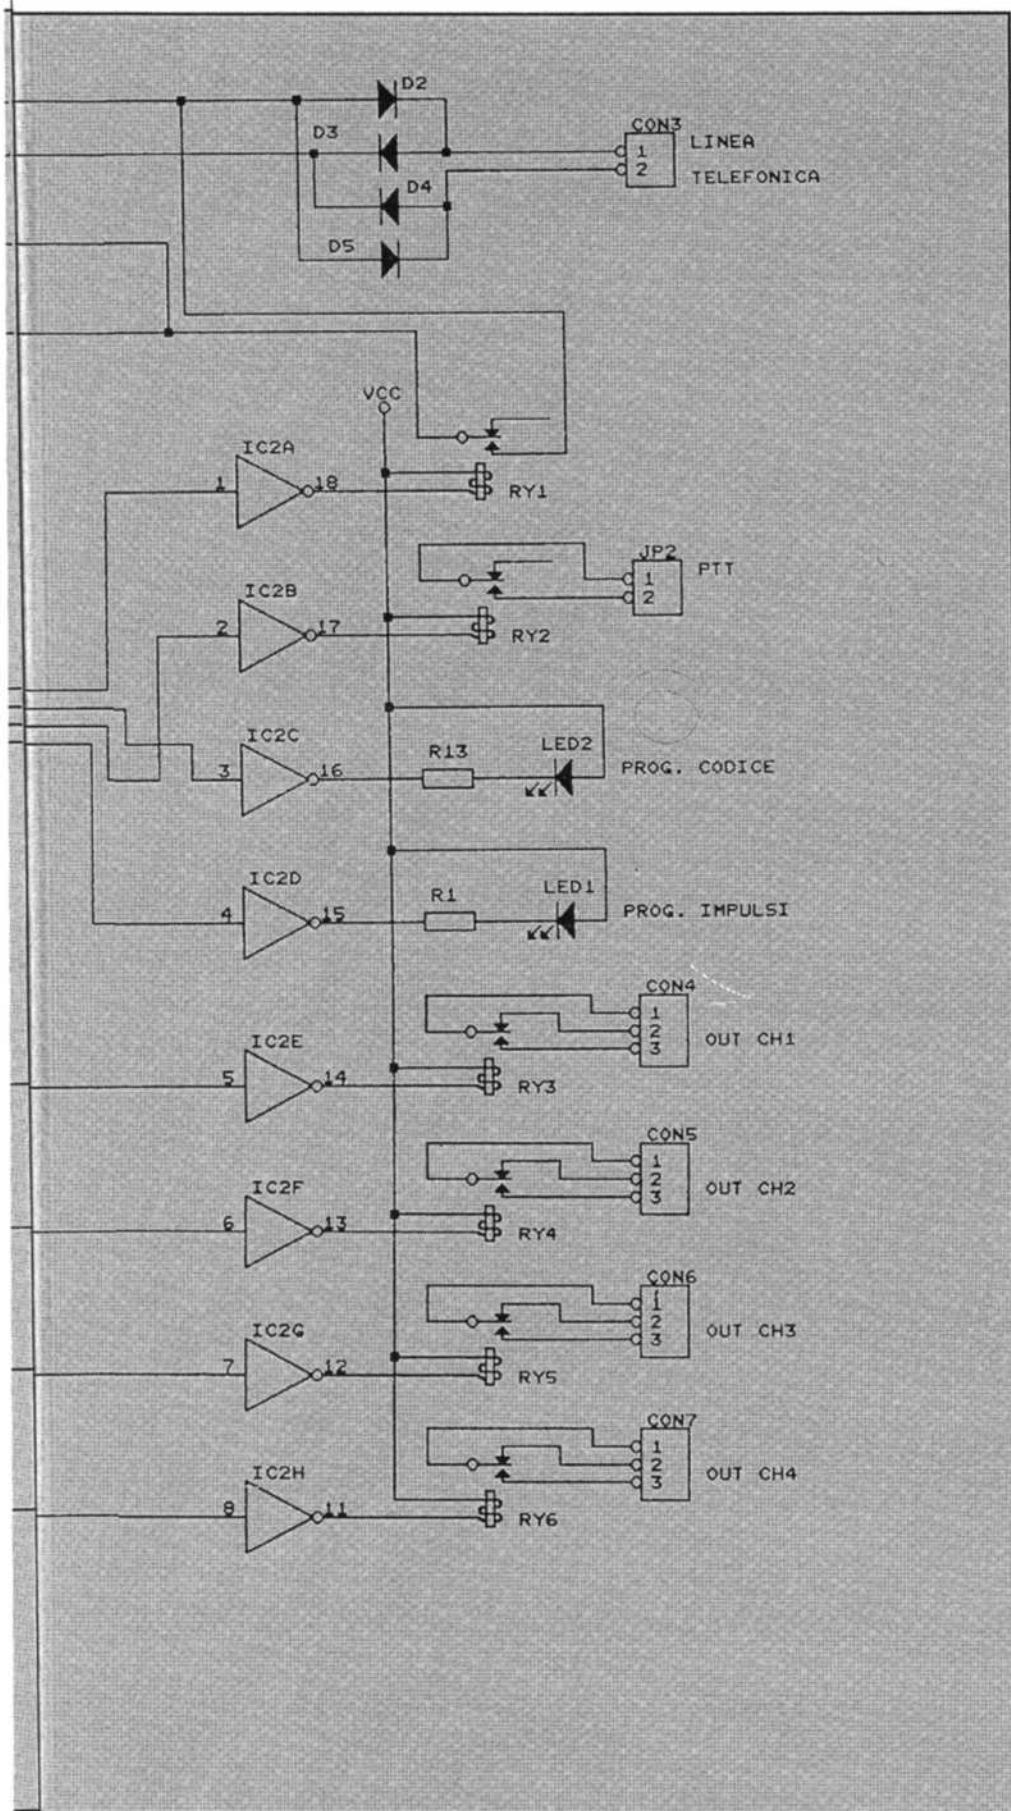 D2
D3
CON3
1 LINEA
2
D4
TELEFONICA
D5
VCC
IC2A
1 18
RY1
JP2
1 PTT
2
IC2B
2 17
RY2
IC2C
R13
LED2
3 16
PROG. CODICE
IC2D
R1
LED1
4 15
PROG. IMPULSI
CON4
1
2
3
OUT CH1
IC2E
5 14
RY3
CON5
1
2
3
OUT CH2
IC2F
6 13
RY4
CON6
1
2
3
OUT CH3
IC2G
7 12
RY5
CON7
1
2
3
OUT CH4
IC2H
8 11
RY6